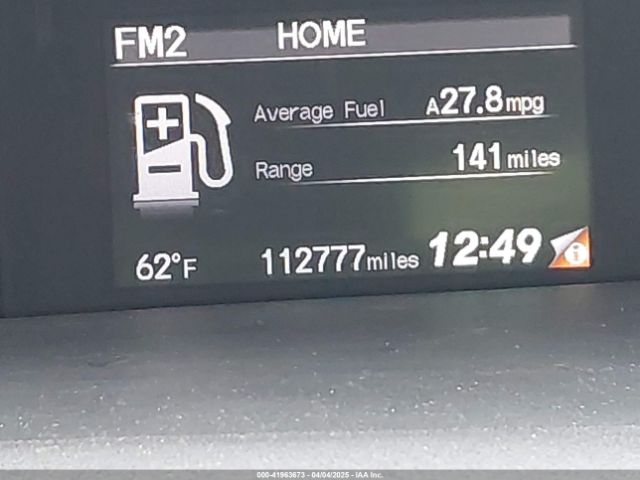 FM2 HOME
Average Fuel A27.8mpg
Range 141miles
62°F 112777miles 12:49 i
000-41963673 - 04/04/2025 - IAA Inc.